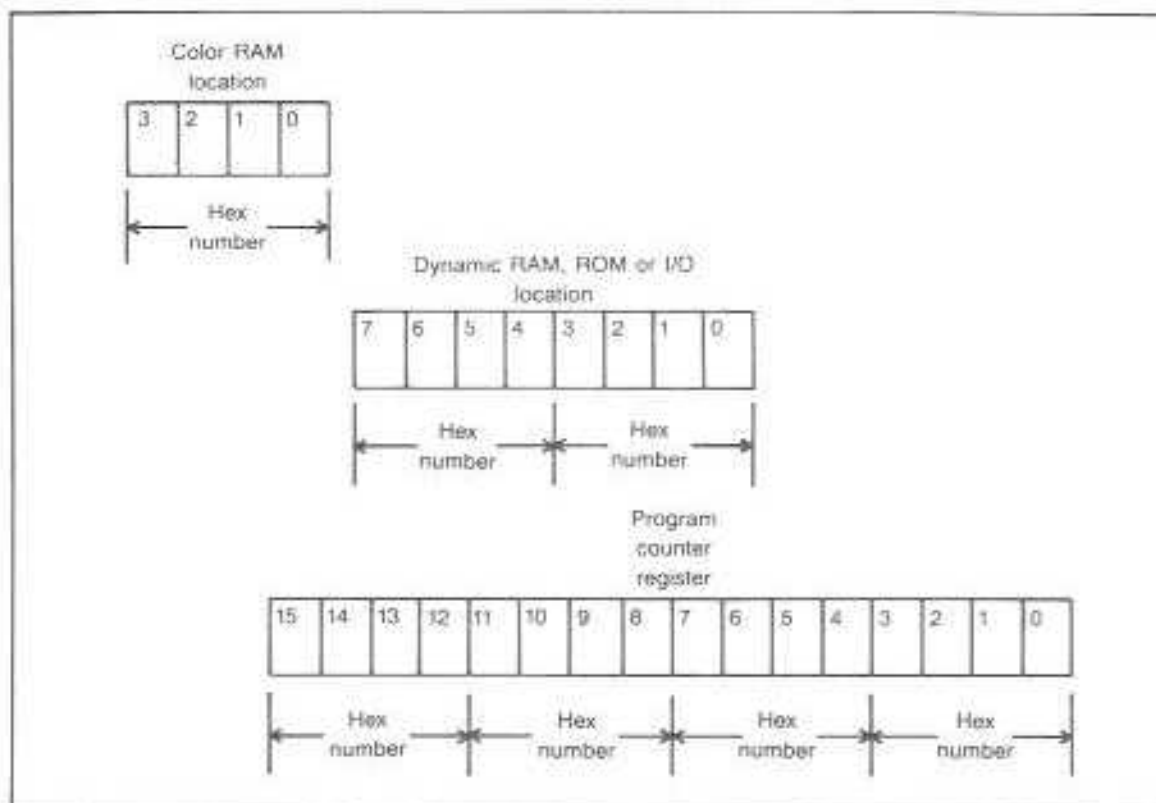 Color RAM
location
3 2 1 0
Hex
number
Dynamic RAM, ROM or I/O
location
7 6 5 4 3 2 1 0
Hex Hex
number number
Program
counter
register
15 14 13 12 11 10 9 8 7 6 5 4 3 2 1 0
Hex Hex Hex Hex
number number number number